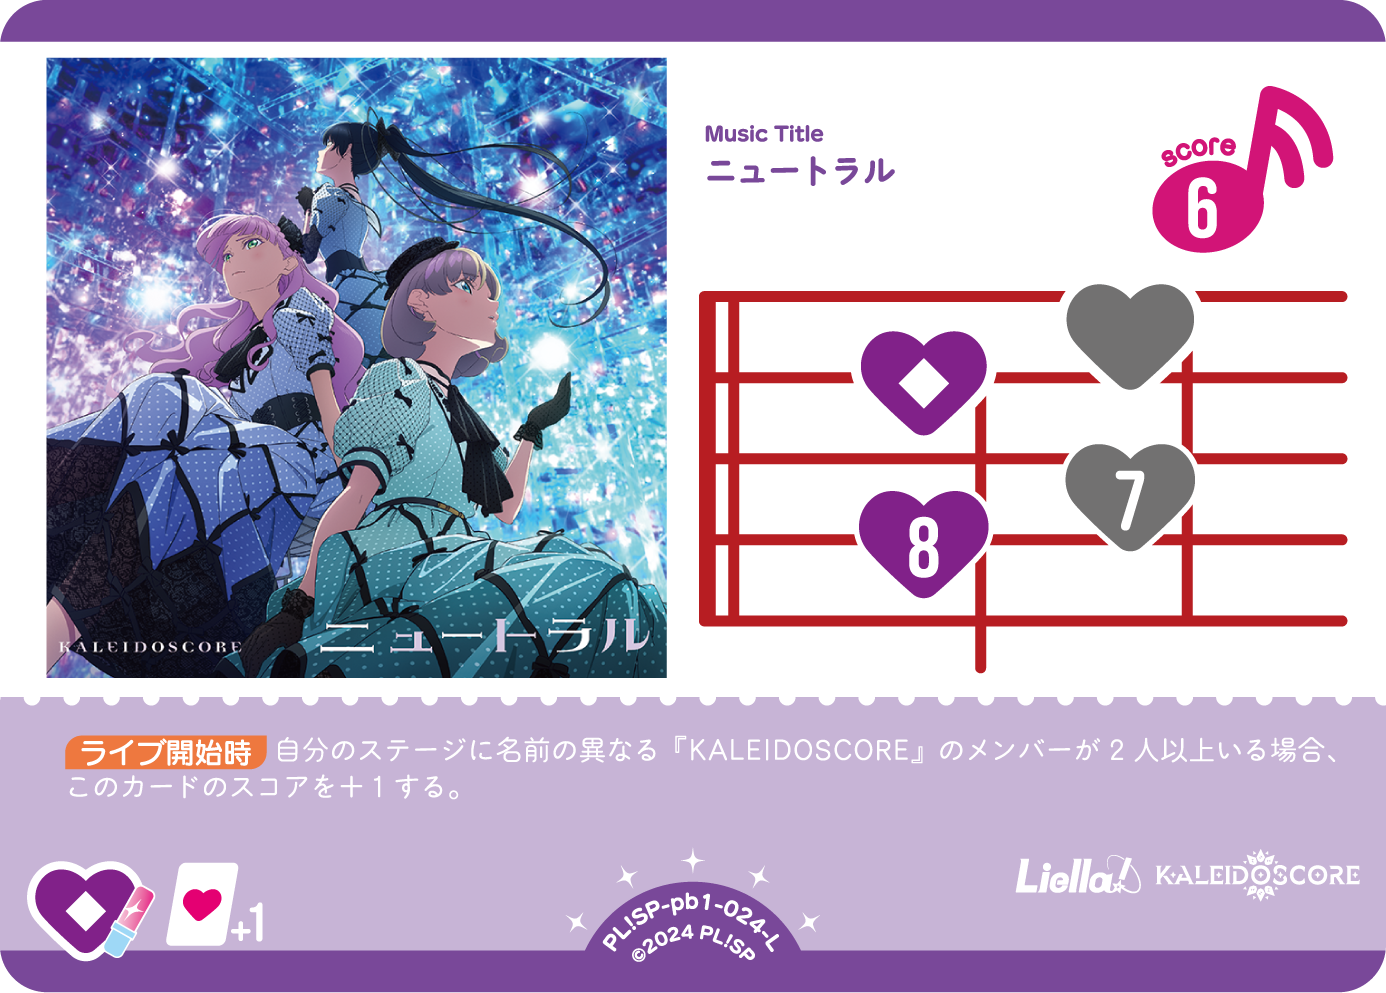 Music Title
ニュートラル
score
6
7
8
KALEIDOSCORE
ニュートラル
ライブ開始時 自分のステージに名前の異なる『KALEIDOSCORE』のメンバーが2人以上いる場合、
このカードのスコアを＋1する。
+1
Liella!
KALEIDOSCORE
PL!SP-pb1-024-L
©2024 PL!SP